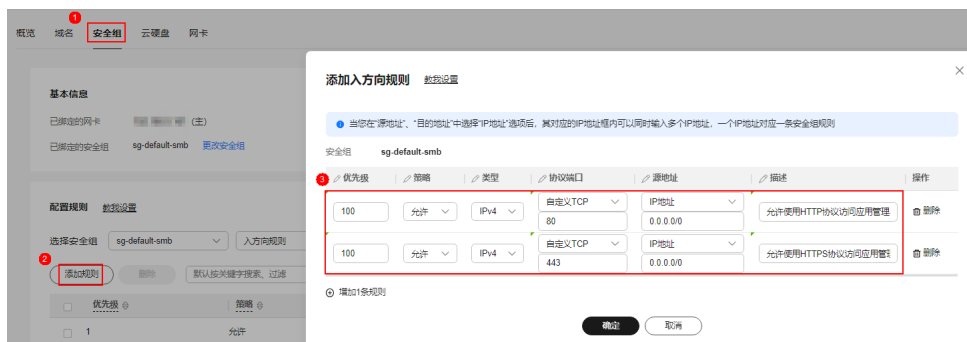 1
概览 域名 安全组 云硬盘 网卡
基本信息
已绑定的网卡 (主)
已绑定的安全组 sg-default-smb 更改安全组
配置规则 教我设置
选择安全组 sg-default-smb 入方向规则
2
添加规则 删除 默认按关键字搜索、过滤
优先级 策略
1 允许
添加入方向规则 教我设置
当您在“源地址”、“目的地址”中选择“IP地址”选项后，其对应的IP地址框内可以同时输入多个IP地址，一个IP地址对应一条安全组规则
安全组 sg-default-smb
3 优先级 策略 类型 协议端口 源地址 描述 操作
自定义TCP IP地址
100 允许 IPv4 允许使用HTTP协议访问应用管理 删除
80 0.0.0.0/0
自定义TCP IP地址
100 允许 IPv4 允许使用HTTPS协议访问应用管 删除
443 0.0.0.0/0
增加1条规则
确定 取消